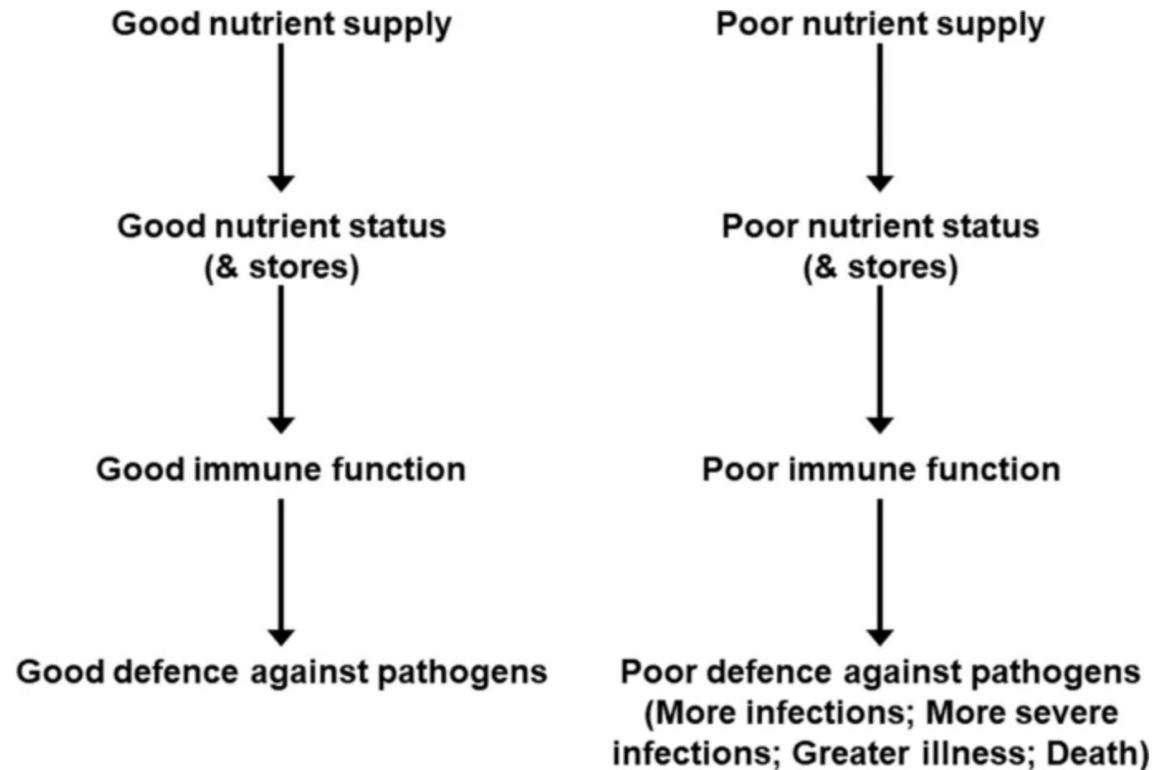 Good nutrient supply
Good nutrient status
(& stores)
Good immune function
Good defence against pathogens
Poor nutrient supply
Poor nutrient status
(& stores)
Poor immune function
Poor defence against pathogens
(More infections; More severe
infections; Greater illness; Death)